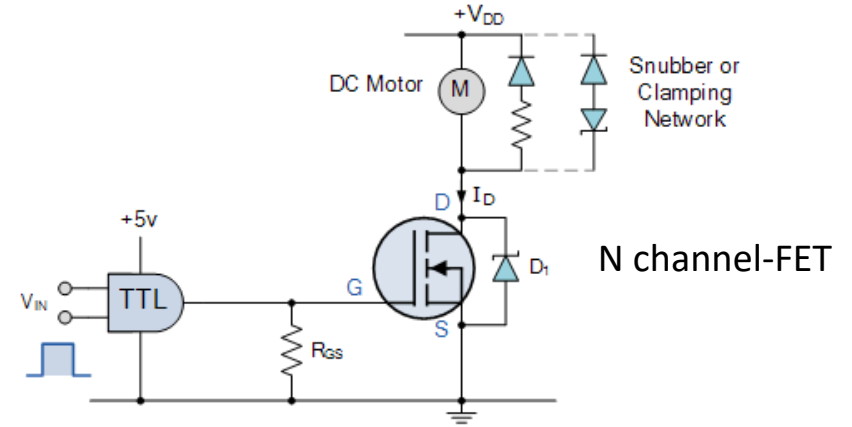 +VDD
DC Motor
M
Snubber or
Clamping
Network
D
ID
+5v
D1
N channel-FET
VIN
TTL
G
S
RGS